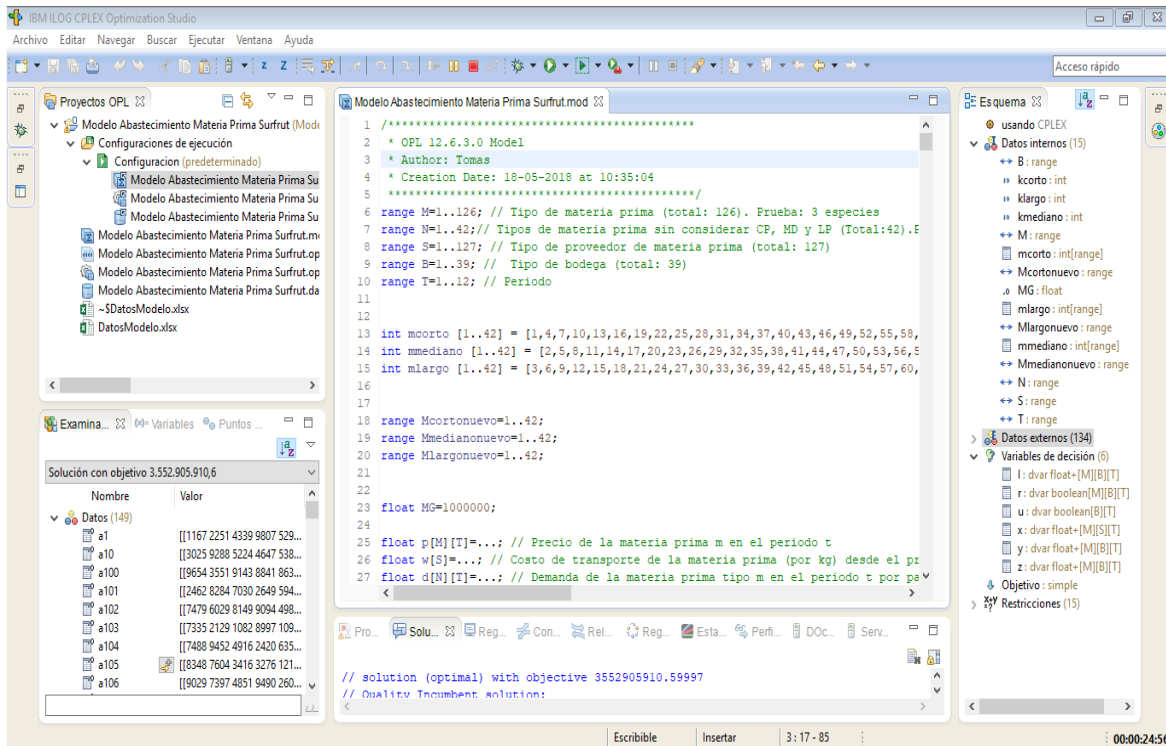 IBM ILOG CPLEX Optimization Studio
Archivo Editar Navegar Buscar Ejecutar Ventana Ayuda
Acceso rápido
Proyectos OPL
Modelo Abastecimiento Materia Prima Surfrut (Mode
Configuraciones de ejecución
Configuracion (predeterminado)
Modelo Abastecimiento Materia Prima Su
Modelo Abastecimiento Materia Prima Su
Modelo Abastecimiento Materia Prima Su
Modelo Abastecimiento Materia Prima Surfrut.m
Modelo Abastecimiento Materia Prima Surfrut.op
Modelo Abastecimiento Materia Prima Surfrut.op
Modelo Abastecimiento Materia Prima Surfrut.da
~$DatosModelo.xlsx
DatosModelo.xlsx
Examina... Variables Puntos ...
Solución con objetivo 3.552.905.910,6
Nombre Valor
Datos (149)
a1 [[1167 2251 4339 9807 529...
a10 [[3025 9288 5224 4647 538...
a100 [[9654 3551 9143 8841 863...
a101 [[2462 8284 7030 2649 594...
a102 [[7479 6029 8149 9094 498...
a103 [[7335 2129 1082 8997 109...
a104 [[7488 9452 4916 2420 635...
a105 [[8348 7604 3416 3276 121...
a106 [[9029 7397 4851 9490 260...
Modelo Abastecimiento Materia Prima Surfrut.mod
1 /*********************************************
2 * OPL 12.6.3.0 Model
3 * Author: Tomas
4 * Creation Date: 18-05-2018 at 10:35:04
5 *********************************************/
6 range M=1..126; // Tipo de materia prima (total: 126). Prueba: 3 especies
7 range N=1..42;// Tipos de materia prima sin considerar CP, MD y LP (Total:42).P
8 range S=1..127; // Tipo de proveedor de materia prima (total: 127)
9 range B=1..39; // Tipo de bodega (total: 39)
10 range T=1..12; // Periodo
11
12
13 int mcorto [1..42] = [1,4,7,10,13,16,19,22,25,28,31,34,37,40,43,46,49,52,55,58,
14 int mmediano [1..42] = [2,5,8,11,14,17,20,23,26,29,32,35,38,41,44,47,50,53,56,5
15 int mlargo [1..42] = [3,6,9,12,15,18,21,24,27,30,33,36,39,42,45,48,51,54,57,60,
16
17
18 range Mcortonuevo=1..42;
19 range Mmedianonuevo=1..42;
20 range Mlargonuevo=1..42;
21
22
23 float MG=1000000;
24
25 float p[M][T]=...; // Precio de la materia prima m en el periodo t
26 float w[S]=...; // Costo de transporte de la materia prima (por kg) desde el pr
27 float d[N][T]=...; // Demanda de la materia prima tipo m en el periodo t por pa
Pro... Solu... Reg... Con... Rel... Reg... Esta... Perfi... DOc... Serv...
// solution (optimal) with objective 3552905910.59997
// Quality Incumbent solution:
Esquema
usando CPLEX
Datos internos (15)
B : range
kcorto : int
klargo : int
kmediano : int
M : range
mcorto : int[range]
Mcortonuevo : range
MG : float
mlargo : int[range]
Mlargonuevo : range
mmediano : int[range]
Mmedianonuevo : range
N : range
S : range
T : range
Datos externos (134)
Variables de decisión (6)
I : dvar float+[M][B][T]
r : dvar boolean[M][B][T]
u : dvar boolean[B][T]
x : dvar float+[M][S][T]
y : dvar float+[M][B][T]
z : dvar float+[M][B][T]
Objetivo : simple
Restricciones (15)
Escribible Insertar 3 : 17 - 85 00:00:24:56